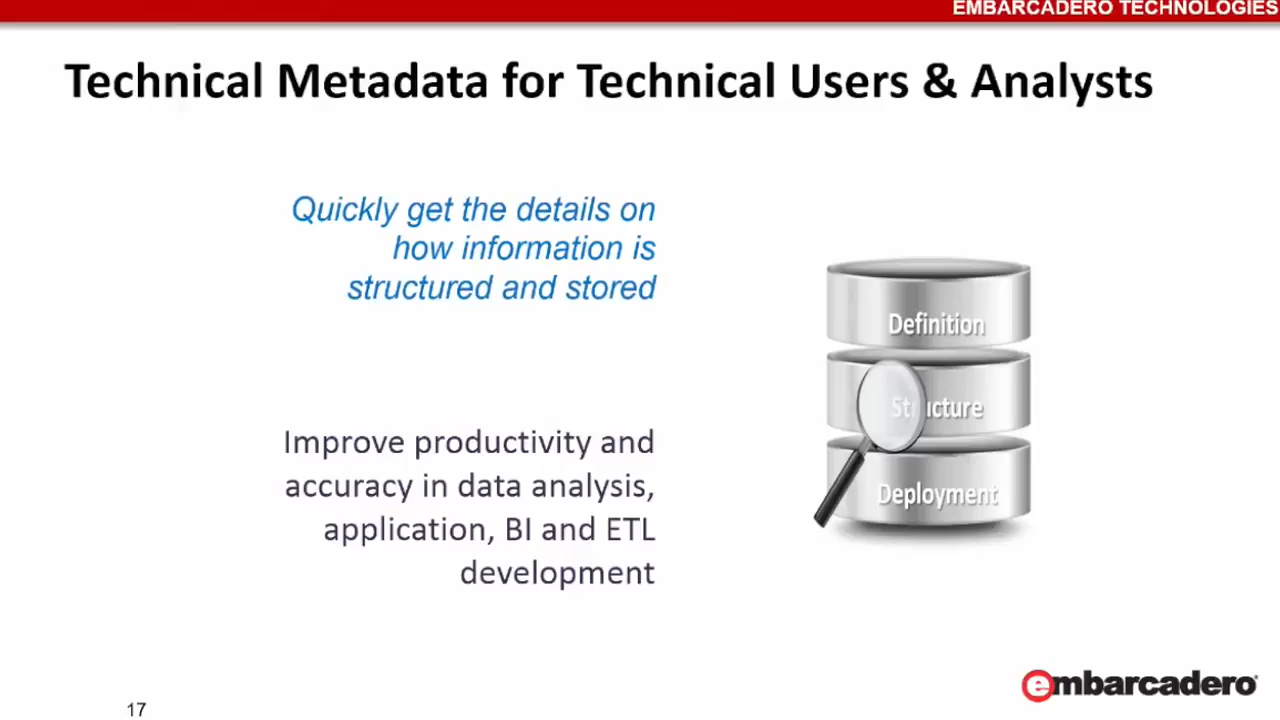 EMBARCADERO TECHNOLOGIES
Technical Metadata for Technical Users & Analysts
Quickly get the details on
how information is
structured and stored
Improve productivity and
accuracy in data analysis,
application, BI and ETL
development
Definition
Structure
Deployment
17
embarcadero